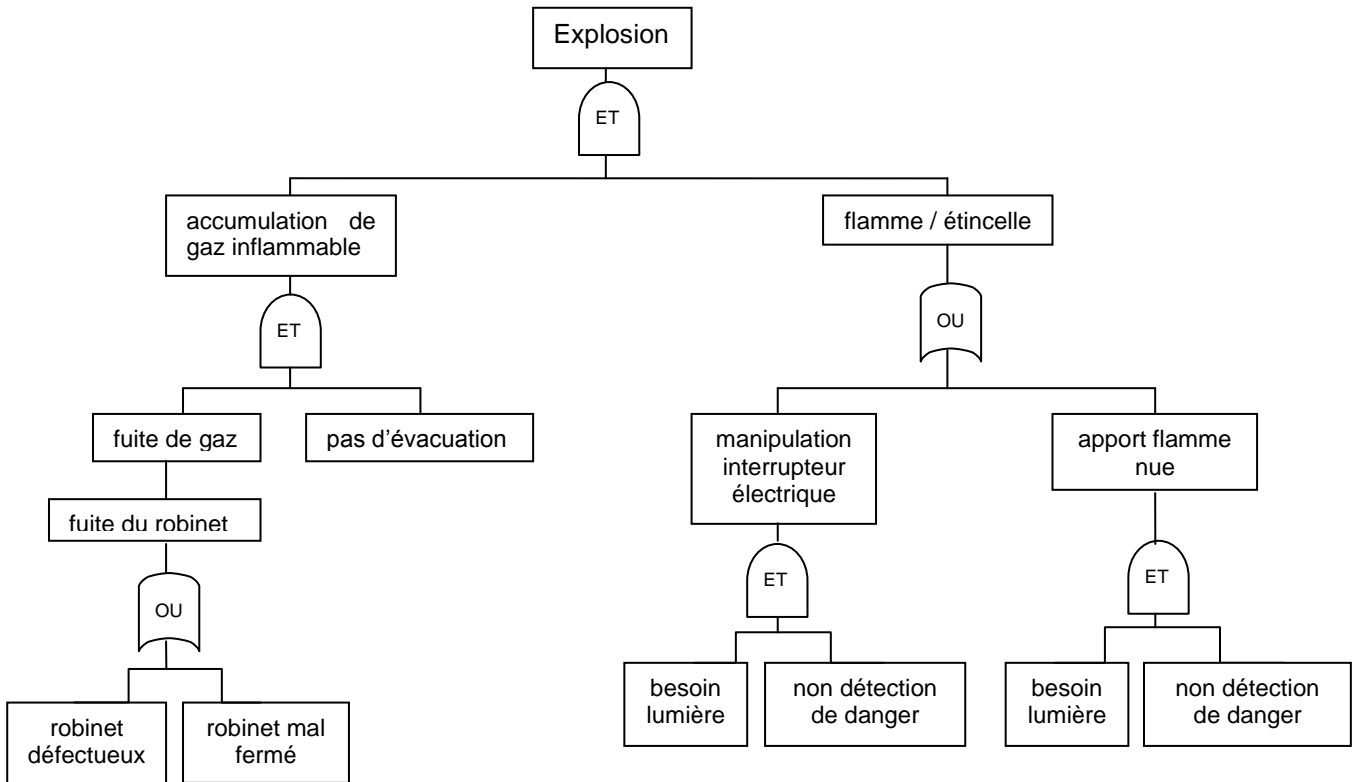 Explosion
ET
accumulation de
gaz inflammable
flamme / étincelle
ET
OU
fuite de gaz
pas d’évacuation
manipulation
interrupteur
électrique
apport flamme
nue
fuite du robinet
ET
ET
OU
besoin
lumière
non détection
de danger
besoin
lumière
non détection
de danger
robinet
défectueux
robinet mal
fermé